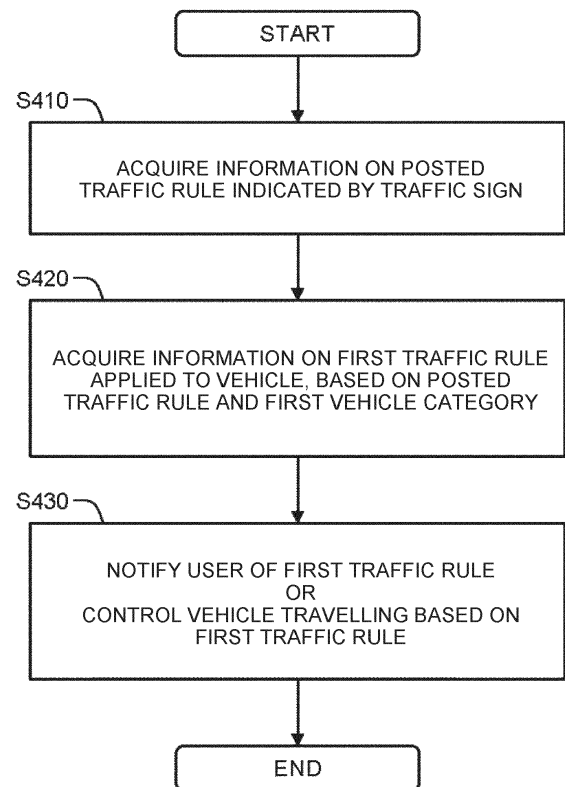 START
S410
ACQUIRE INFORMATION ON POSTED
TRAFFIC RULE INDICATED BY TRAFFIC SIGN
S420
ACQUIRE INFORMATION ON FIRST TRAFFIC RULE
APPLIED TO VEHICLE, BASED ON POSTED
TRAFFIC RULE AND FIRST VEHICLE CATEGORY
S430
NOTIFY USER OF FIRST TRAFFIC RULE
OR
CONTROL VEHICLE TRAVELLING BASED ON
FIRST TRAFFIC RULE
END